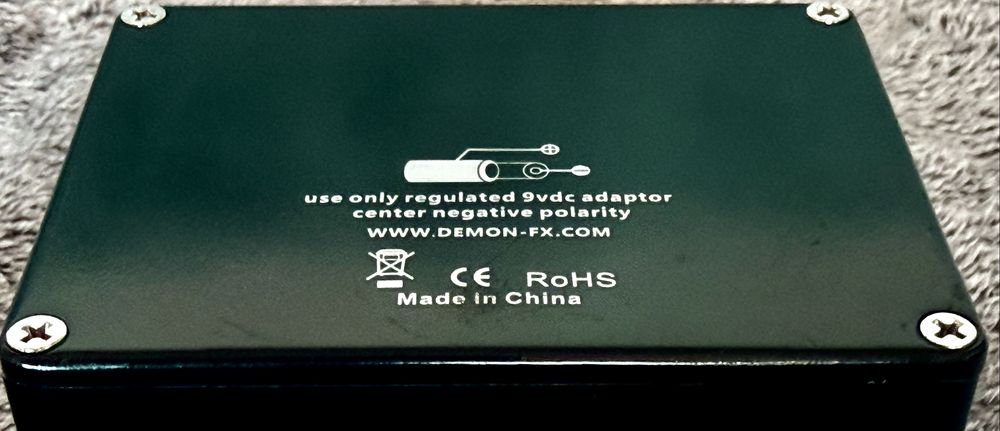 use only regulated 9vdc adaptor
center negative polarity
WWW.DEMON-FX.COM
CE RoHS
Made in China